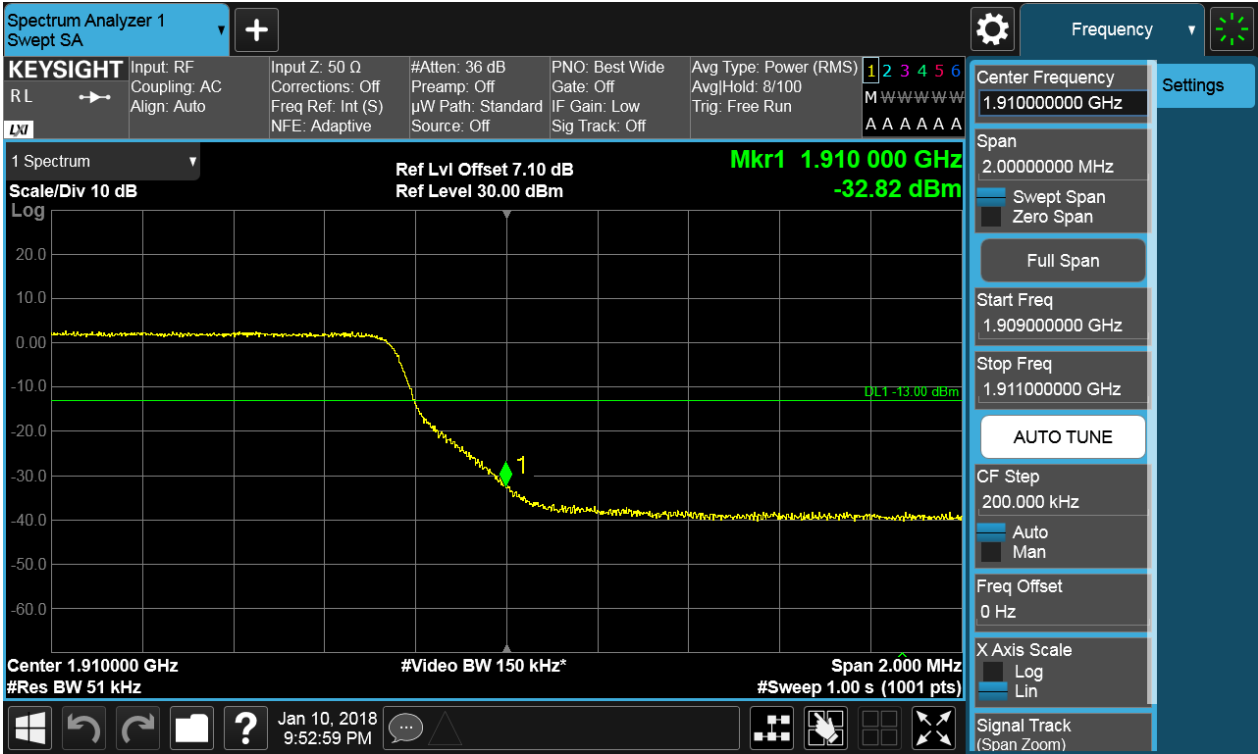 Spectrum Analyzer 1
Swept SA
Frequency
KEYSIGHT
R L
LXI
Input: RF
Coupling: AC
Align: Auto
Input Z: 50 Ω
Corrections: Off
Freq Ref: Int (S)
NFE: Adaptive
#Atten: 36 dB
Preamp: Off
µW Path: Standard
Source: Off
PNO: Best Wide
Gate: Off
IF Gain: Low
Sig Track: Off
Avg Type: Power (RMS)
Avg|Hold: 8/100
Trig: Free Run
1 2 3 4 5 6
M W W W W W
A A A A A A
1 Spectrum
Scale/Div 10 dB
Log
Ref Lvl Offset 7.10 dB
Ref Level 30.00 dBm
Mkr1 1.910 000 GHz
-32.82 dBm
20.0
10.0
0.00
-10.0
-20.0
-30.0
-40.0
-50.0
-60.0
DL1 -13.00 dBm
1
Center 1.910000 GHz
#Res BW 51 kHz
#Video BW 150 kHz*
Span 2.000 MHz
#Sweep 1.00 s (1001 pts)
Center Frequency
1.910000000 GHz
Settings
Span
2.00000000 MHz
Swept Span
Zero Span
Full Span
Start Freq
1.909000000 GHz
Stop Freq
1.911000000 GHz
AUTO TUNE
CF Step
200.000 kHz
Auto
Man
Freq Offset
0 Hz
X Axis Scale
Log
Lin
Signal Track
(Span Zoom)
?
Jan 10, 2018
9:52:59 PM